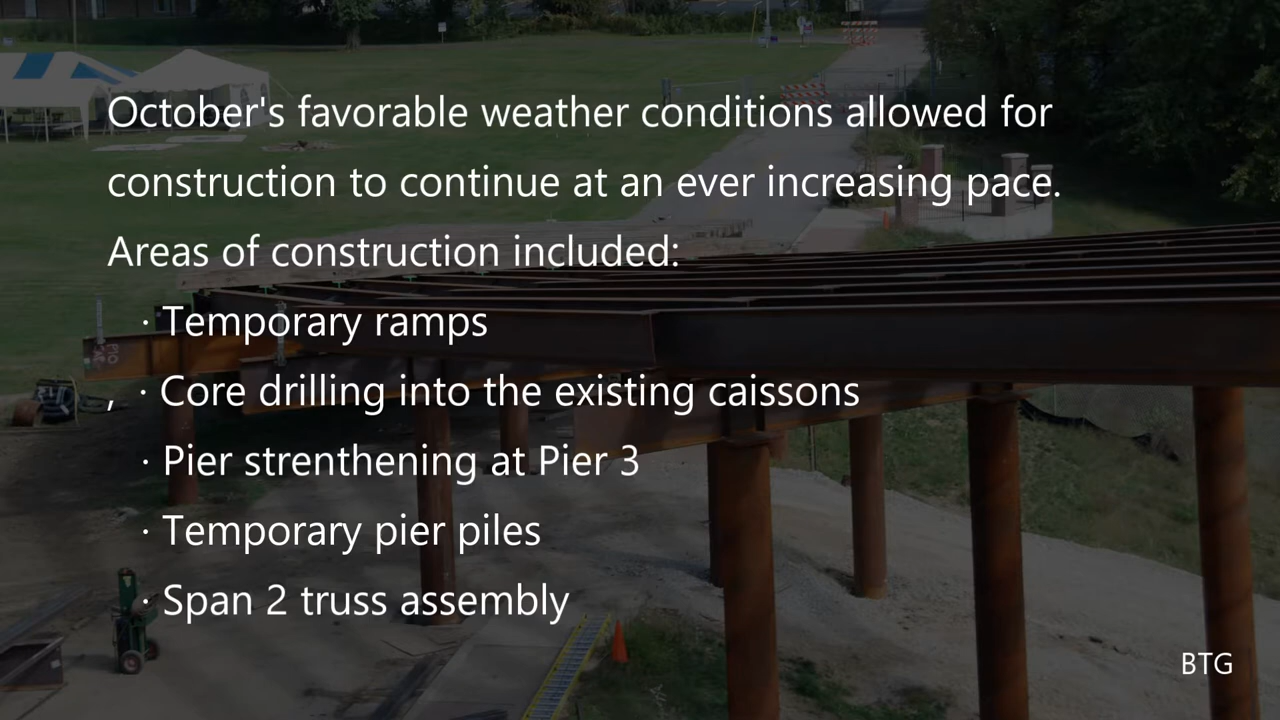 October's favorable weather conditions allowed for
construction to continue at an ever increasing pace.
Areas of construction included:
· Temporary ramps
, · Core drilling into the existing caissons
· Pier strenthening at Pier 3
· Temporary pier piles
· Span 2 truss assembly
BTG